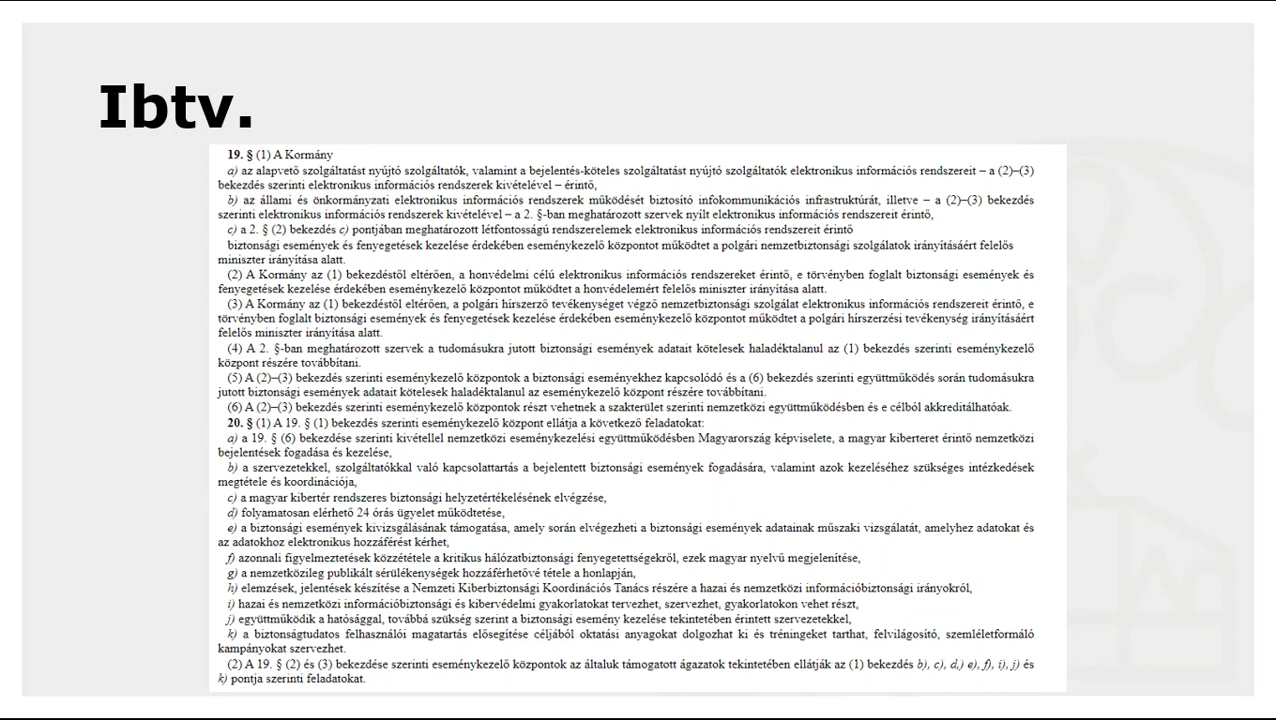 Ibtv.
19. § (1) A Kormány
a) az alapvető szolgáltatást nyújtó szolgáltatók, valamint a bejelentés-köteles szolgáltatást nyújtó szolgáltatók elektronikus információs rendszereit – a (2)–(3)
bekezdés szerinti elektronikus információs rendszerek kivételével – érintő,
b) az állami és önkormányzati elektronikus információs rendszerek működését biztosító infokommunikációs infrastruktúrát, illetve – a (2)–(3) bekezdés
szerinti elektronikus információs rendszerek kivételével – a 2. §-ban meghatározott szervek nyílt elektronikus információs rendszereit érintő,
c) a 2. § (2) bekezdés c) pontjában meghatározott létfontosságú rendszerelemek elektronikus információs rendszereit érintő
biztonsági események és fenyegetések kezelése érdekében eseménykezelő központot működtet a polgári nemzetbiztonsági szolgálatok irányításáért felelős
miniszter irányítása alatt.
(2) A Kormány az (1) bekezdéstől eltérően, a honvédelmi célú elektronikus információs rendszereket érintő, e törvényben foglalt biztonsági események és
fenyegetések kezelése érdekében eseménykezelő központot működtet a honvédelemért felelős miniszter irányítása alatt.
(3) A Kormány az (1) bekezdéstől eltérően, a polgári hírszerző tevékenységet végző nemzetbiztonsági szolgálat elektronikus információs rendszereit érintő, e
törvényben foglalt biztonsági események és fenyegetések kezelése érdekében eseménykezelő központot működtet a polgári hírszerzési tevékenység irányításáért
felelős miniszter irányítása alatt.
(4) A 2. §-ban meghatározott szervek a tudomásukra jutott biztonsági események adatait kötelesek haladéktalanul az (1) bekezdés szerinti eseménykezelő
központ részére továbbítani.
(5) A (2)–(3) bekezdés szerinti eseménykezelő központok a biztonsági eseményekhez kapcsolódó és a (6) bekezdés szerinti együttműködés során tudomásukra
jutott biztonsági események adatait kötelesek haladéktalanul az eseménykezelő központ részére továbbítani.
(6) A (2)–(3) bekezdés szerinti eseménykezelő központok részt vehetnek a szakterület szerinti nemzetközi együttműködésben és e célból akkreditálhatóak.
20. § (1) A 19. § (1) bekezdés szerinti eseménykezelő központ ellátja a következő feladatokat:
a) a 19. § (6) bekezdése szerinti kivétellel nemzetközi eseménykezelési együttműködésben Magyarország képviselete, a magyar kiberteret érintő nemzetközi
bejelentések fogadása és kezelése,
b) a szervezetekkel, szolgáltatókkal való kapcsolattartás a bejelentett biztonsági események fogadására, valamint azok kezeléséhez szükséges intézkedések
megtétele és koordinációja,
c) a magyar kibertér rendszeres biztonsági helyzetértékelésének elvégzése,
d) folyamatosan elérhető 24 órás ügyelet működtetése,
e) a biztonsági események kivizsgálásának támogatása, amely során elvégezheti a biztonsági események adatainak műszaki vizsgálatát, amelyhez adatokat és
az adatokhoz elektronikus hozzáférést kérhet,
f) azonnali figyelmeztetések közzététele a kritikus hálózatbiztonsági fenyegetettségekről, ezek magyar nyelvű megjelenítése,
g) a nemzetközileg publikált sérülékenységek hozzáférhetővé tétele a honlapján,
h) elemzések, jelentések készítése a Nemzeti Kiberbiztonsági Koordinációs Tanács részére a hazai és nemzetközi információbiztonsági irányokról,
i) hazai és nemzetközi információbiztonsági és kibervédelmi gyakorlatokat tervezhet, szervezhet, gyakorlatokon vehet részt,
j) együttműködik a hatósággal, továbbá szükség szerint a biztonsági esemény kezelése tekintetében érintett szervezetekkel,
k) a biztonságtudatos felhasználói magatartás elősegítése céljából oktatási anyagokat dolgozhat ki és tréningeket tarthat, felvilágosító, szemléletformáló
kampányokat szervezhet.
(2) A 19. § (2) és (3) bekezdése szerinti eseménykezelő központok az általuk támogatott ágazatok tekintetében ellátják az (1) bekezdés b), c), d,) e), f), i), j) és
k) pontja szerinti feladatokat.